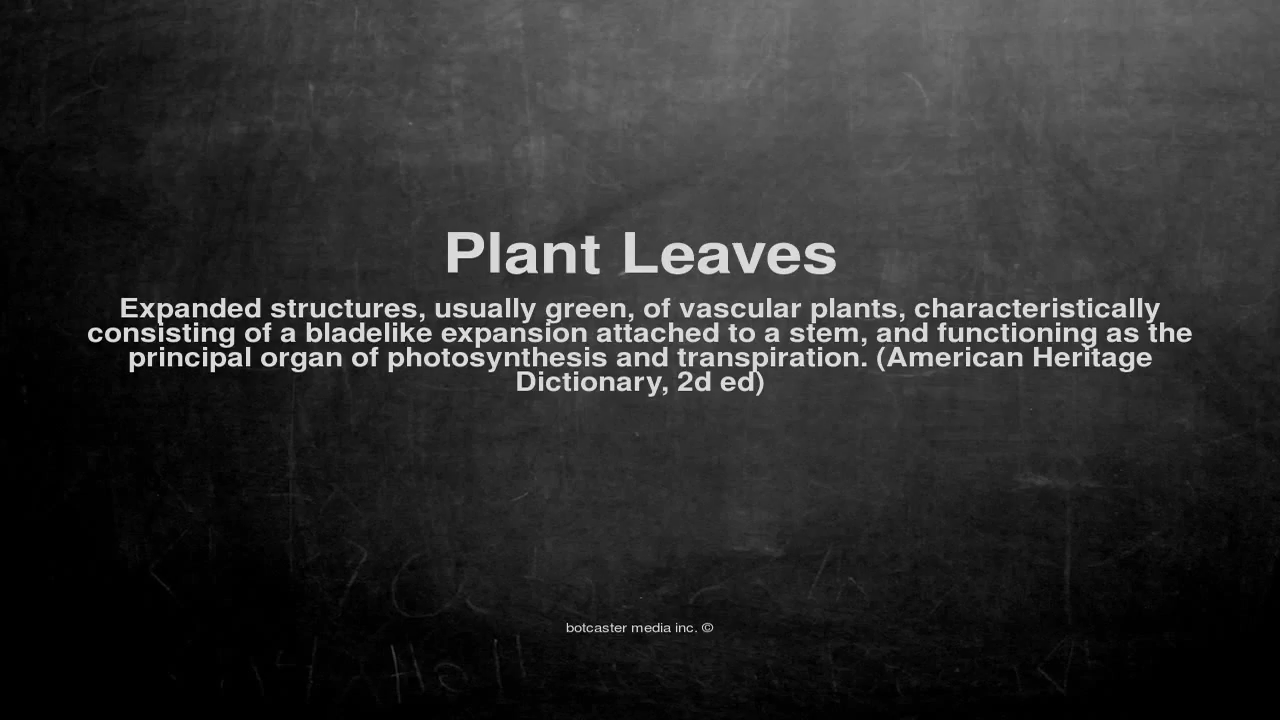 Plant Leaves
Expanded structures, usually green, of vascular plants, characteristically
consisting of a bladelike expansion attached to a stem, and functioning as the
principal organ of photosynthesis and transpiration. (American Heritage
Dictionary, 2d ed)
botcaster media inc. ©